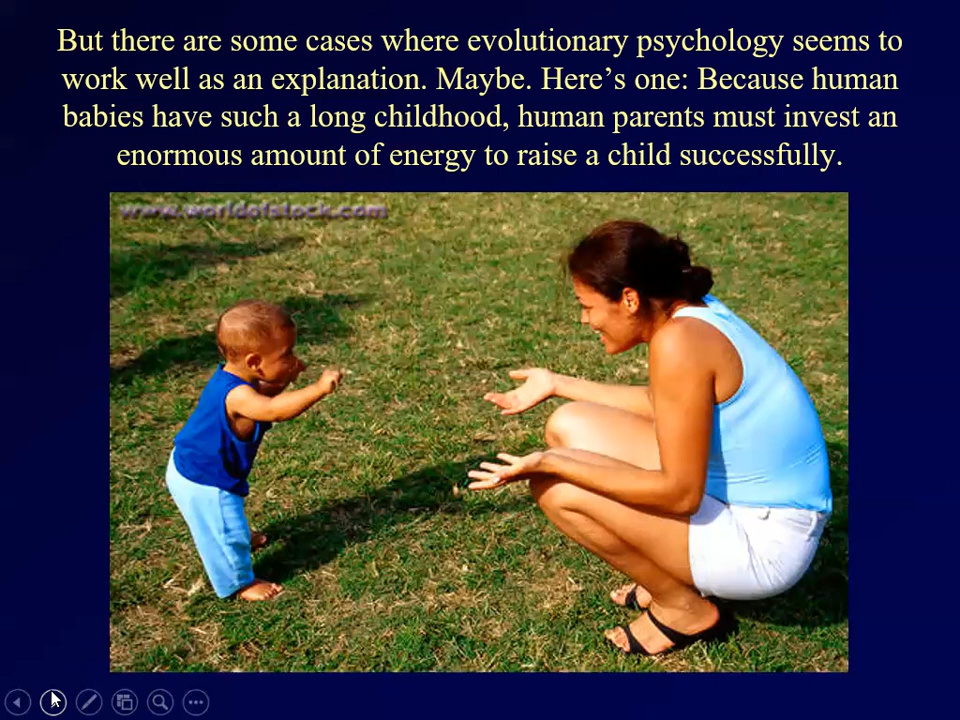 But there are some cases where evolutionary psychology seems to
work well as an explanation. Maybe. Here’s one: Because human
babies have such a long childhood, human parents must invest an
enormous amount of energy to raise a child successfully.
www.worldofstock.com